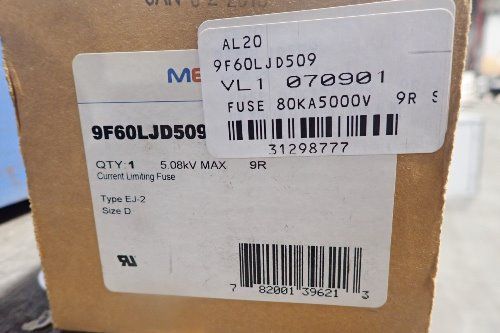 AL20
9F60LJD509
VL1 070901
FUSE 80KA5000V 9R S
31298777
ME
9F60LJD509
QTY: 1 5.08kV MAX 9R
Current Limiting Fuse
Type EJ-2
Size D
7 82001 39621 3